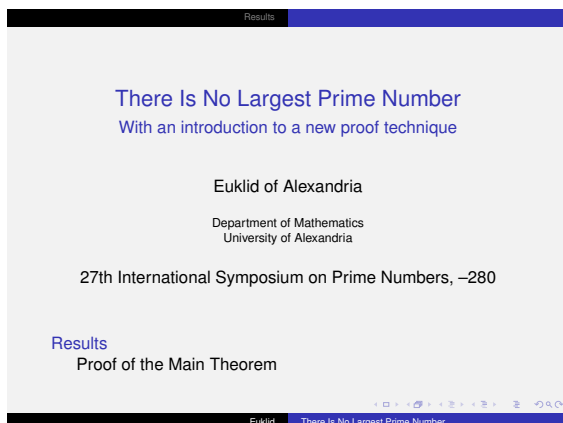 Results
There Is No Largest Prime Number
With an introduction to a new proof technique
Euklid of Alexandria
Department of Mathematics
University of Alexandria
27th International Symposium on Prime Numbers, –280
Results
Proof of the Main Theorem
Euklid There Is No Largest Prime Number